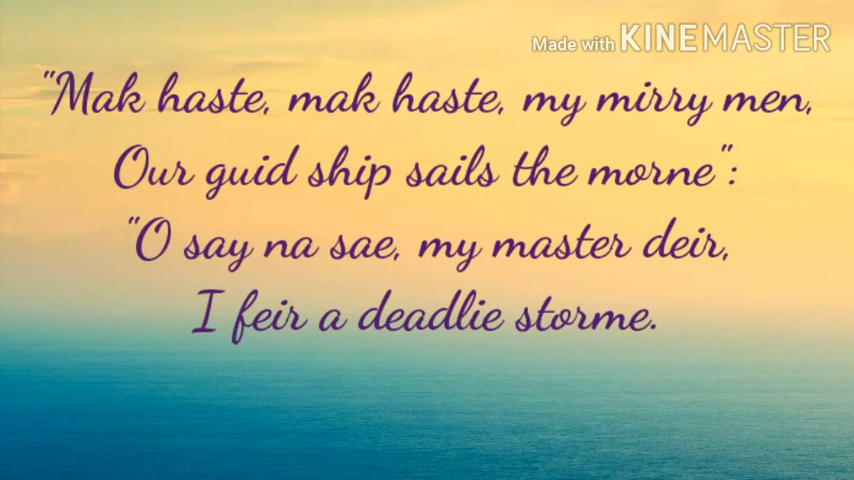 Made with KINEMASTER
"Mak haste, mak haste, my mirry men,
Our guid ship sails the morne":
"O say na sae, my master deir,
I feir a deadlie storme.